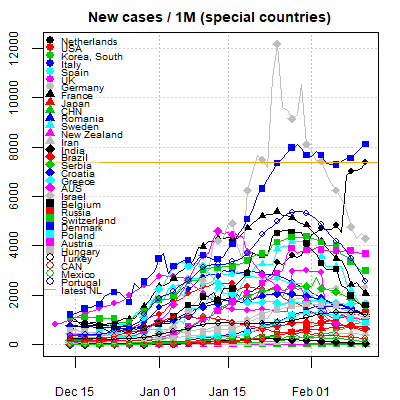 New cases / 1M (special countries)
12000
10000
8000
6000
4000
2000
0
Netherlands
USA
Korea, South
Italy
Spain
UK
Germany
France
Japan
CHN
Romania
Sweden
New Zealand
Iran
India
Brazil
Serbia
Croatia
Greece
AUS
Israel
Belgium
Russia
Switzerland
Denmark
Poland
Austria
Hungary
Turkey
CAN
Mexico
Portugal
latest NL
Dec 15
Jan 01
Jan 15
Feb 01